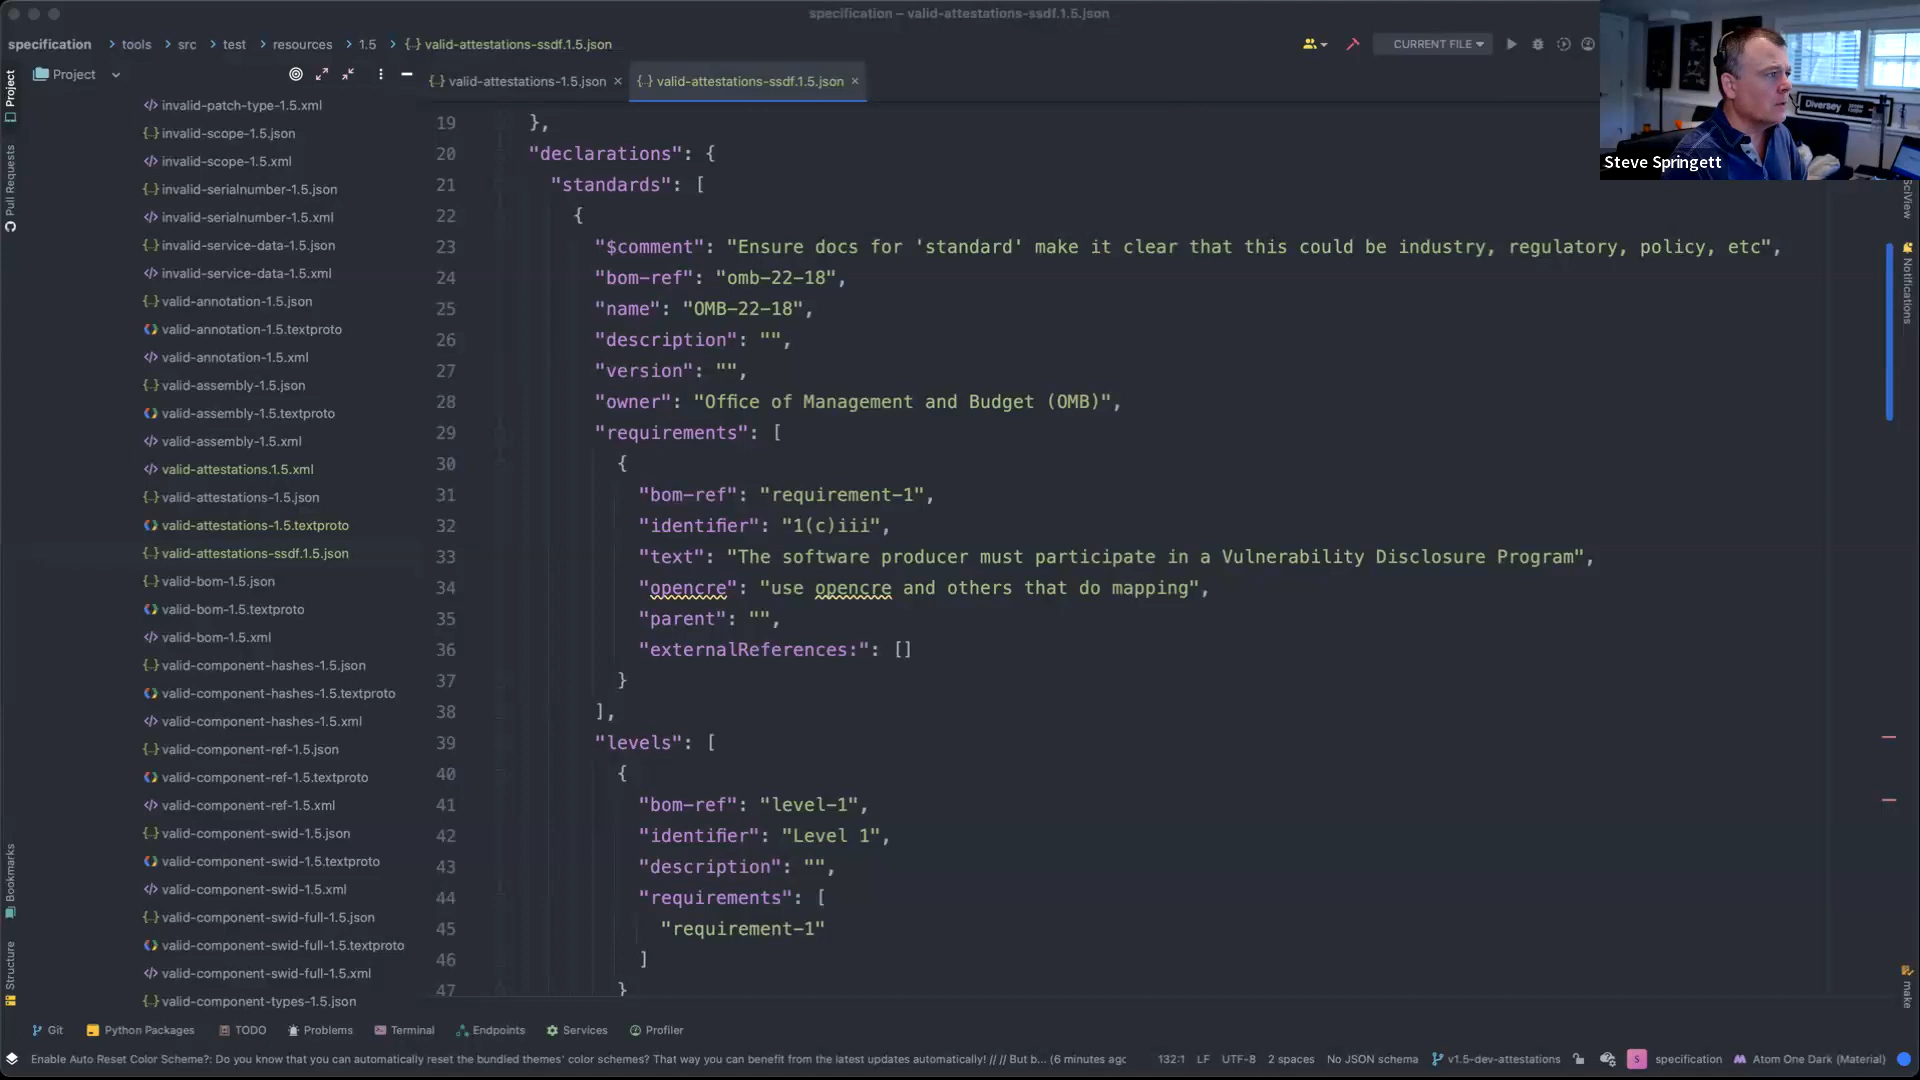 specification – valid-attestations-ssdf.1.5.json
specification
tools
src
test
resources
1.5
valid-attestations-ssdf.1.5.json
CURRENT FILE
Project
valid-attestations-1.5.json
valid-attestations-ssdf.1.5.json
Project
Pull Requests
Bookmarks
Structure
invalid-patch-type-1.5.xml
invalid-scope-1.5.json
invalid-scope-1.5.xml
invalid-serialnumber-1.5.json
invalid-serialnumber-1.5.xml
invalid-service-data-1.5.json
invalid-service-data-1.5.xml
valid-annotation-1.5.json
valid-annotation-1.5.textproto
valid-annotation-1.5.xml
valid-assembly-1.5.json
valid-assembly-1.5.textproto
valid-assembly-1.5.xml
valid-attestations.1.5.xml
valid-attestations-1.5.json
valid-attestations-1.5.textproto
valid-attestations-ssdf.1.5.json
valid-bom-1.5.json
valid-bom-1.5.textproto
valid-bom-1.5.xml
valid-component-hashes-1.5.json
valid-component-hashes-1.5.textproto
valid-component-hashes-1.5.xml
valid-component-ref-1.5.json
valid-component-ref-1.5.textproto
valid-component-ref-1.5.xml
valid-component-swid-1.5.json
valid-component-swid-1.5.textproto
valid-component-swid-1.5.xml
valid-component-swid-full-1.5.json
valid-component-swid-full-1.5.textproto
valid-component-swid-full-1.5.xml
valid-component-types-1.5.json
19 },
20 "declarations": {
21 "standards": [
22 {
23 "$comment": "Ensure docs for 'standard' make it clear that this could be industry, regulatory, policy, etc",
24 "bom-ref": "omb-22-18",
25 "name": "OMB-22-18",
26 "description": "",
27 "version": "",
28 "owner": "Office of Management and Budget (OMB)",
29 "requirements": [
30 {
31 "bom-ref": "requirement-1",
32 "identifier": "1(c)iii",
33 "text": "The software producer must participate in a Vulnerability Disclosure Program",
34 "opencre": "use opencre and others that do mapping",
35 "parent": "",
36 "externalReferences:": []
37 }
38 ],
39 "levels": [
40 {
41 "bom-ref": "level-1",
42 "identifier": "Level 1",
43 "description": "",
44 "requirements": [
45 "requirement-1"
46 ]
47 }
Diversey
Steve Springett
SciView
Notifications
make
Git
Python Packages
TODO
Problems
Terminal
Endpoints
Services
Profiler
Enable Auto Reset Color Scheme?: Do you know that you can automatically reset the bundled themes' color schemes? That way you can benefit from the latest updates automatically! // // But b... (6 minutes ago
132:1
LF
UTF-8
2 spaces
No JSON schema
v1.5-dev-attestations
S
specification
Atom One Dark (Material)